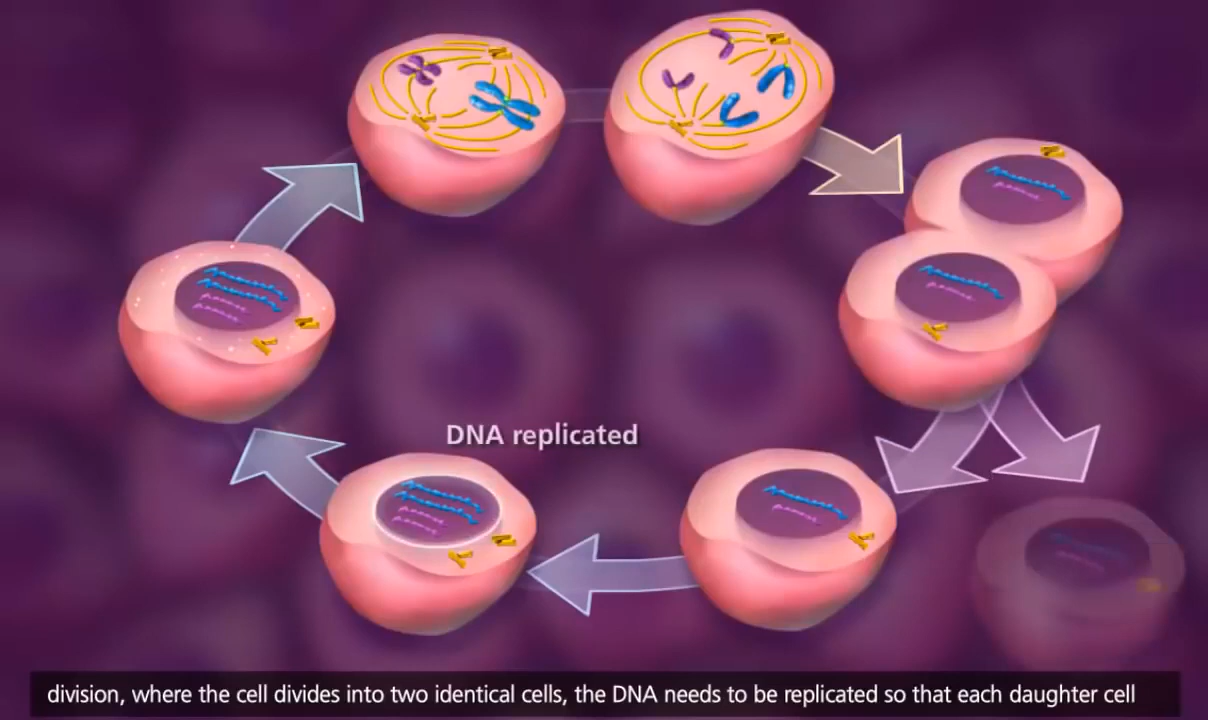 DNA replicated
division, where the cell divides into two identical cells, the DNA needs to be replicated so that each daughter cell